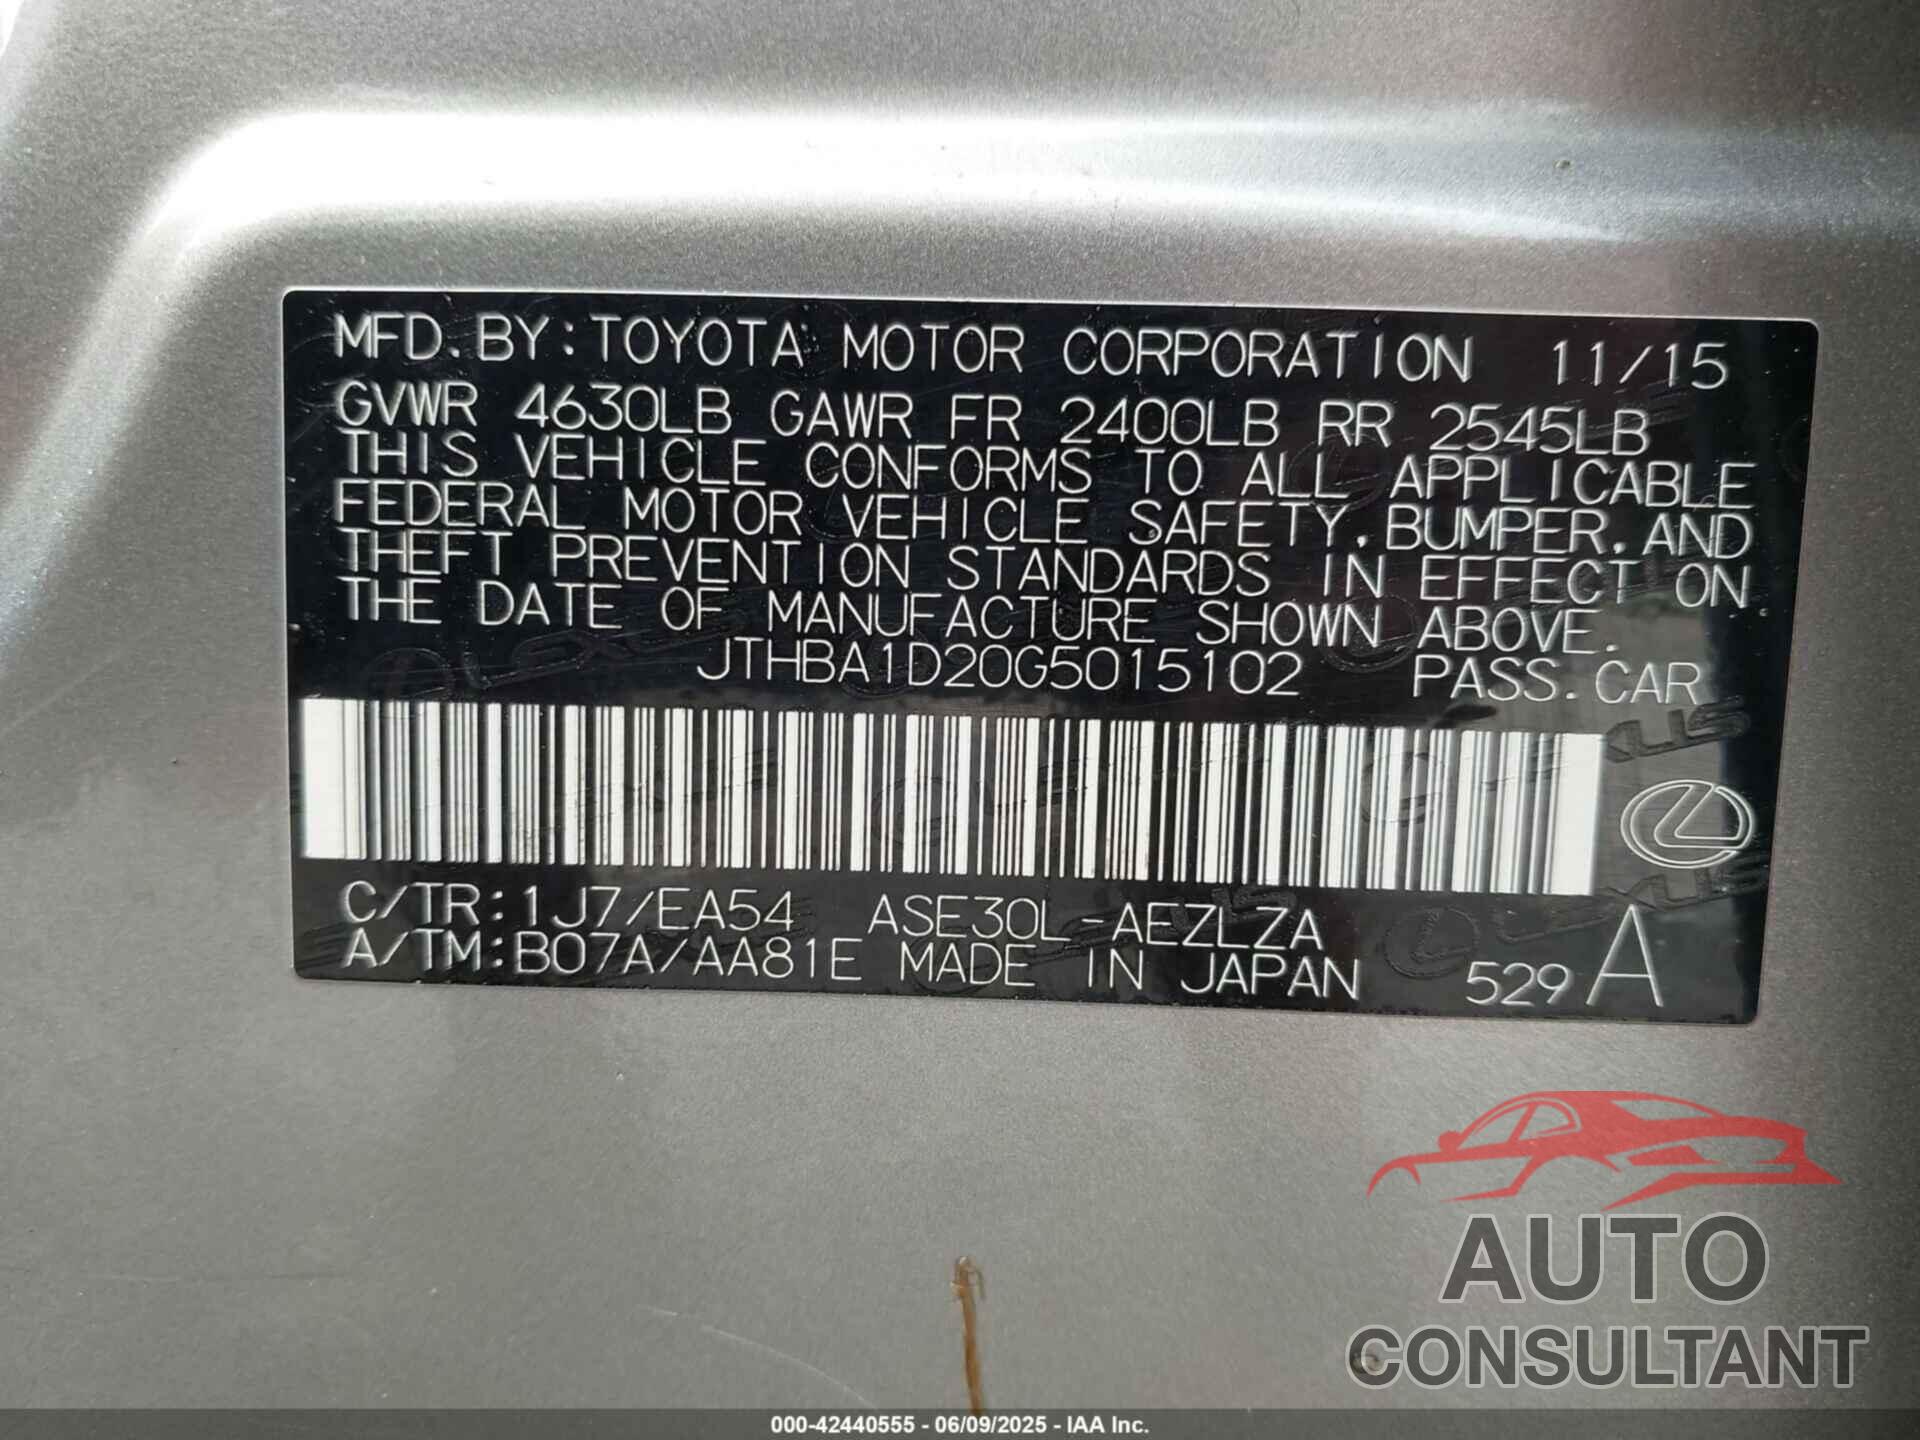 MFD. BY: TOYOTA MOTOR CORPORATION 11/15
GVWR 4630LB GAWR FR 2400LB RR 2545LB
THIS VEHICLE CONFORMS TO ALL APPLICABLE
FEDERAL MOTOR VEHICLE SAFETY, BUMPER, AND
THEFT PREVENTION STANDARDS IN EFFECT ON
THE DATE OF MANUFACTURE SHOWN ABOVE.
JTHBA1D20G5015102 PASS. CAR
C/TR: 1J7/EA54 ASE30L-AEZLZA
A/TM: B07A/AA81E MADE IN JAPAN 529 A
AUTO
CONSULTANT
000-42440555 - 06/09/2025 - IAA Inc.